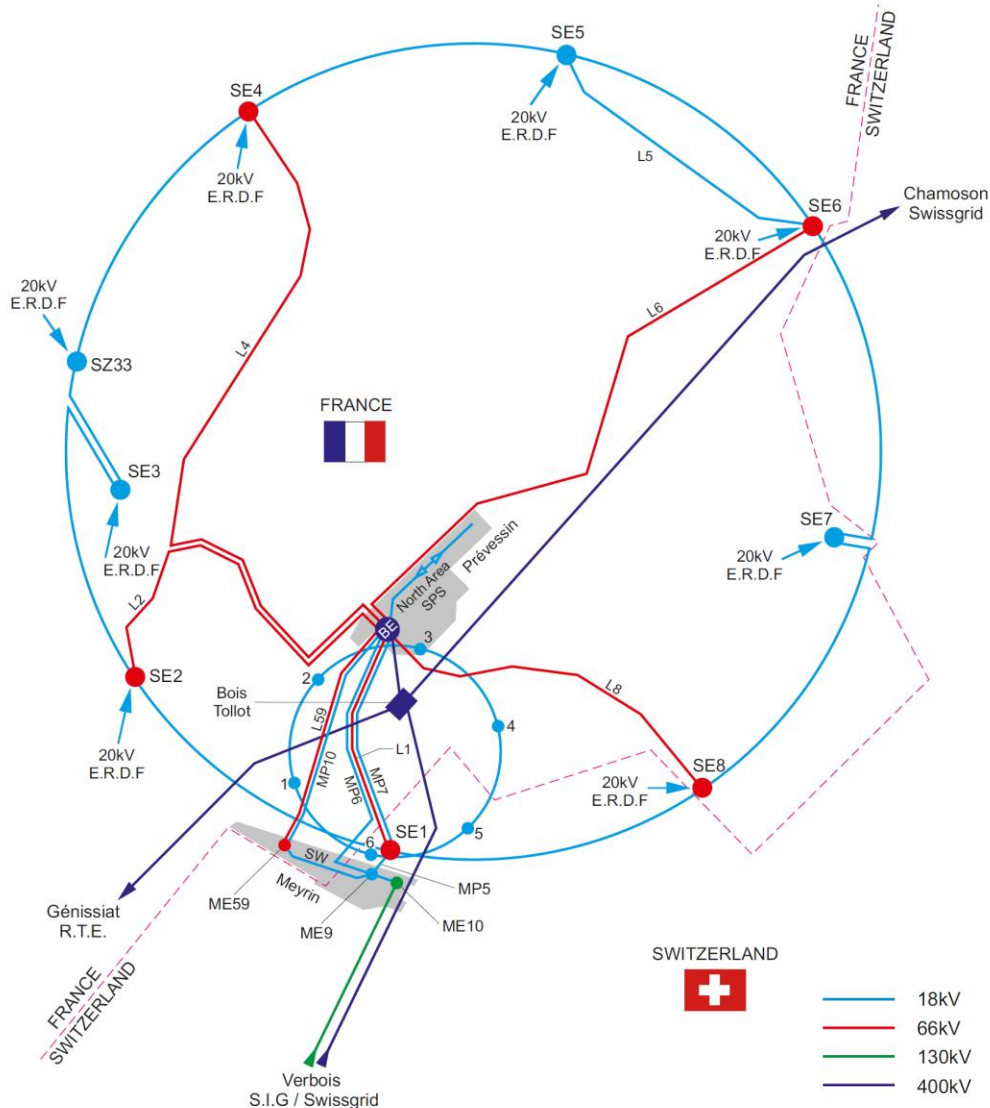 SE5
SE4
20kV
E.R.D.F
20kV
E.R.D.F
FRANCE
SWITZERLAND
L5
Chamoson
Swissgrid
SE6
20kV
E.R.D.F
20kV
E.R.D.F
L6
L4
SZ33
FRANCE
SE3
SE7
20kV
E.R.D.F
20kV
E.R.D.F
Prévessin
North Area
SPS
L2
BE
3
SE2
2
Bois
Tollot
L8
20kV
E.R.D.F
L59
4
L1
MP10
MP7
MP6
1
SE8
20kV
E.R.D.F
5
SE1
6
SW
MP5
Meyrin
ME59
ME9
ME10
Génissiat
R.T.E.
FRANCE
SWITZERLAND
SWITZERLAND
18kV
66kV
130kV
400kV
Verbois
S.I.G / Swissgrid